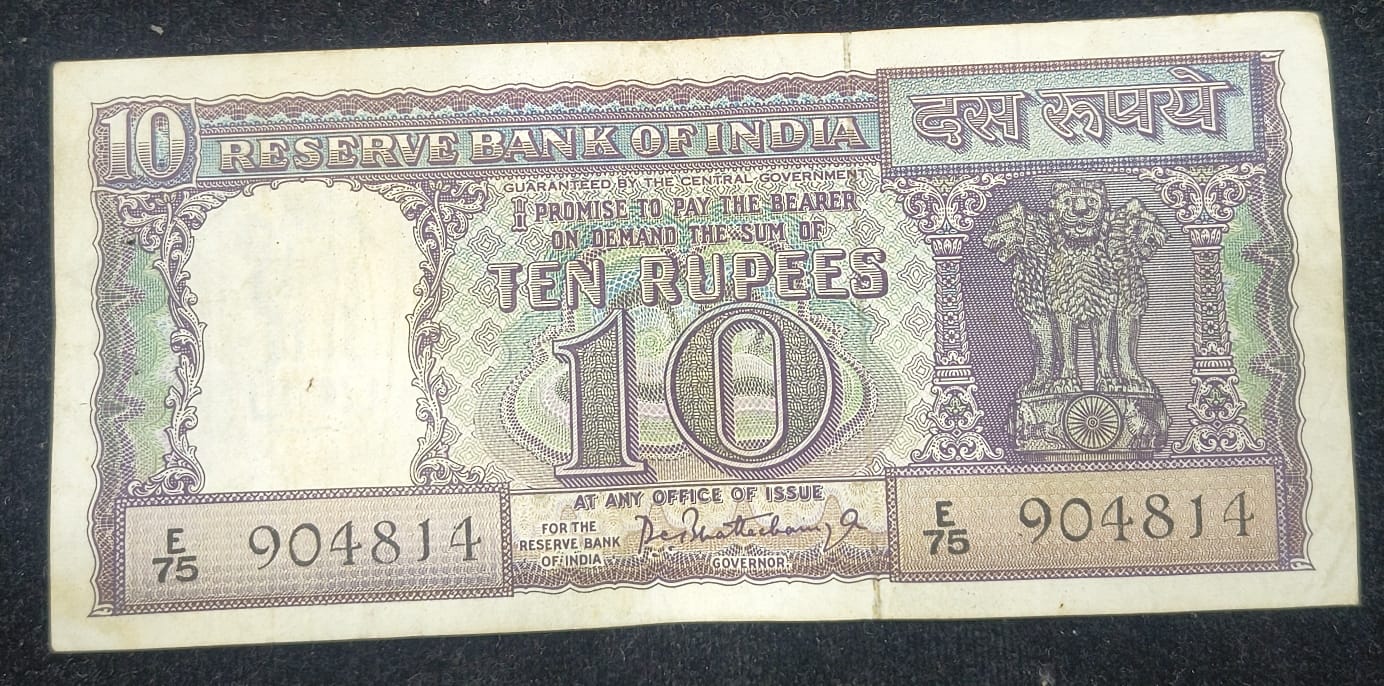 10 RESERVE BANK OF INDIA दस रूपये
GUARANTEED BY THE CENTRAL GOVERNMENT
I PROMISE TO PAY THE BEARER
ON DEMAND THE SUM OF
TEN RUPEES
10
AT ANY OFFICE OF ISSUE
FOR THE
RESERVE BANK
OF INDIA
GOVERNOR.
E/75 904814
E/75 904814